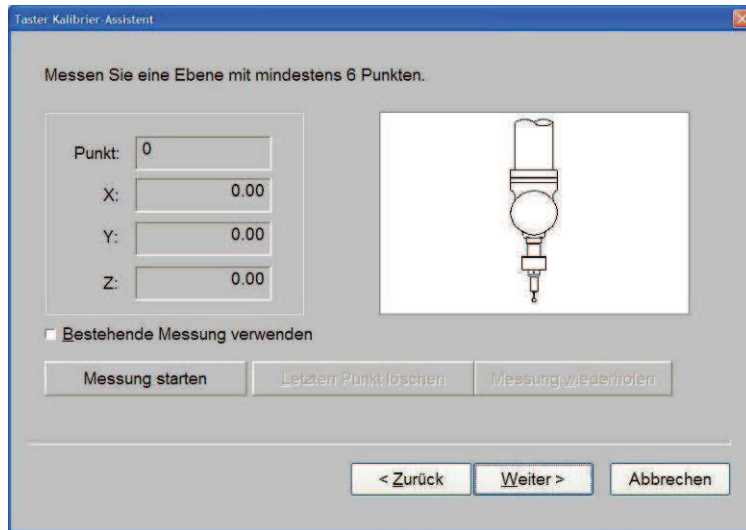 Taster Kalibrier-Assistent
Messen Sie eine Ebene mit mindestens 6 Punkten.
Punkt: 0
X: 0.00
Y: 0.00
Z: 0.00
Bestehende Messung verwenden
Messung starten Letzten Punkt löschen Messung wiederholen
< Zurück Weiter > Abbrechen